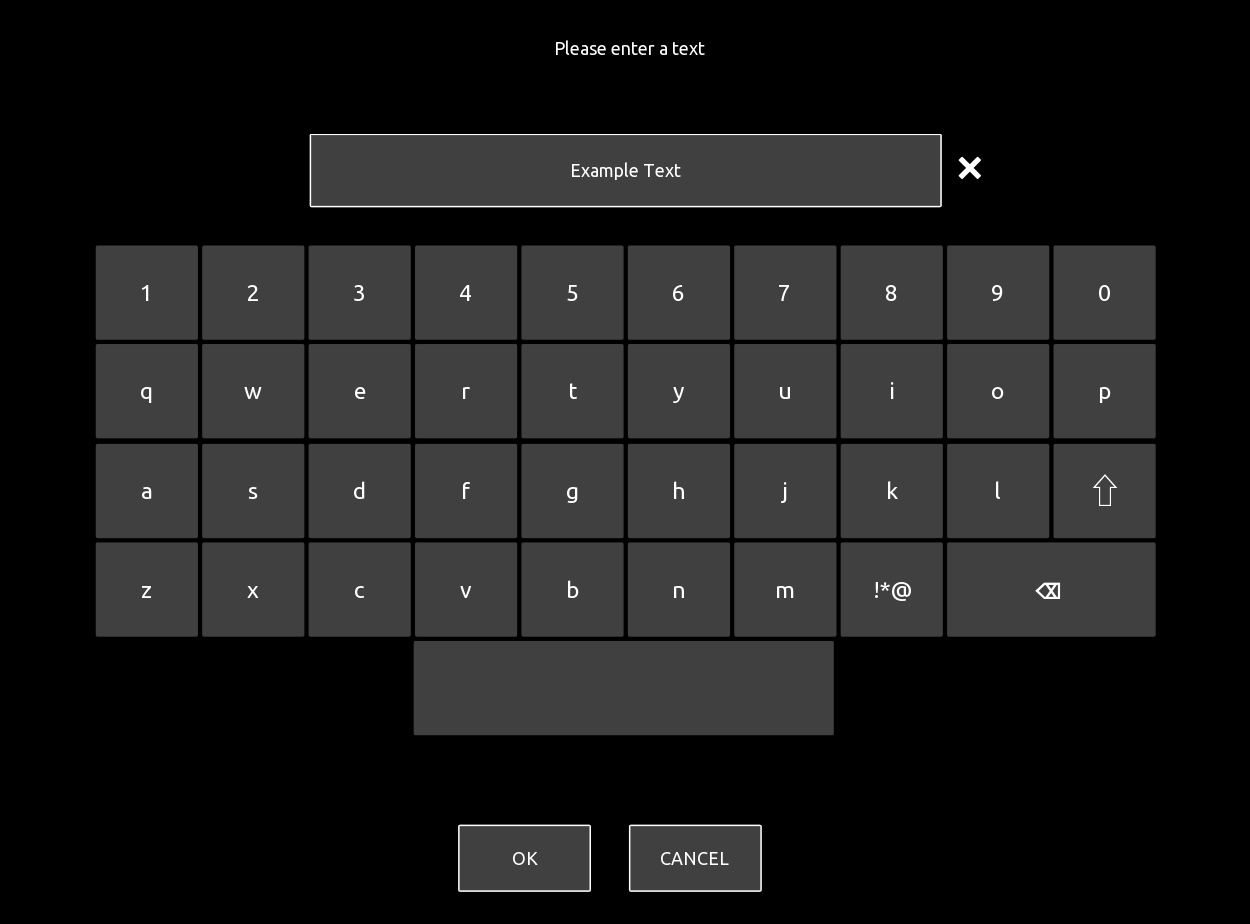 Please enter a text
Example Text
1 2 3 4 5 6 7 8 9 0
q w e r t y u i o p
a s d f g h j k l
z x c v b n m !*@
OK CANCEL